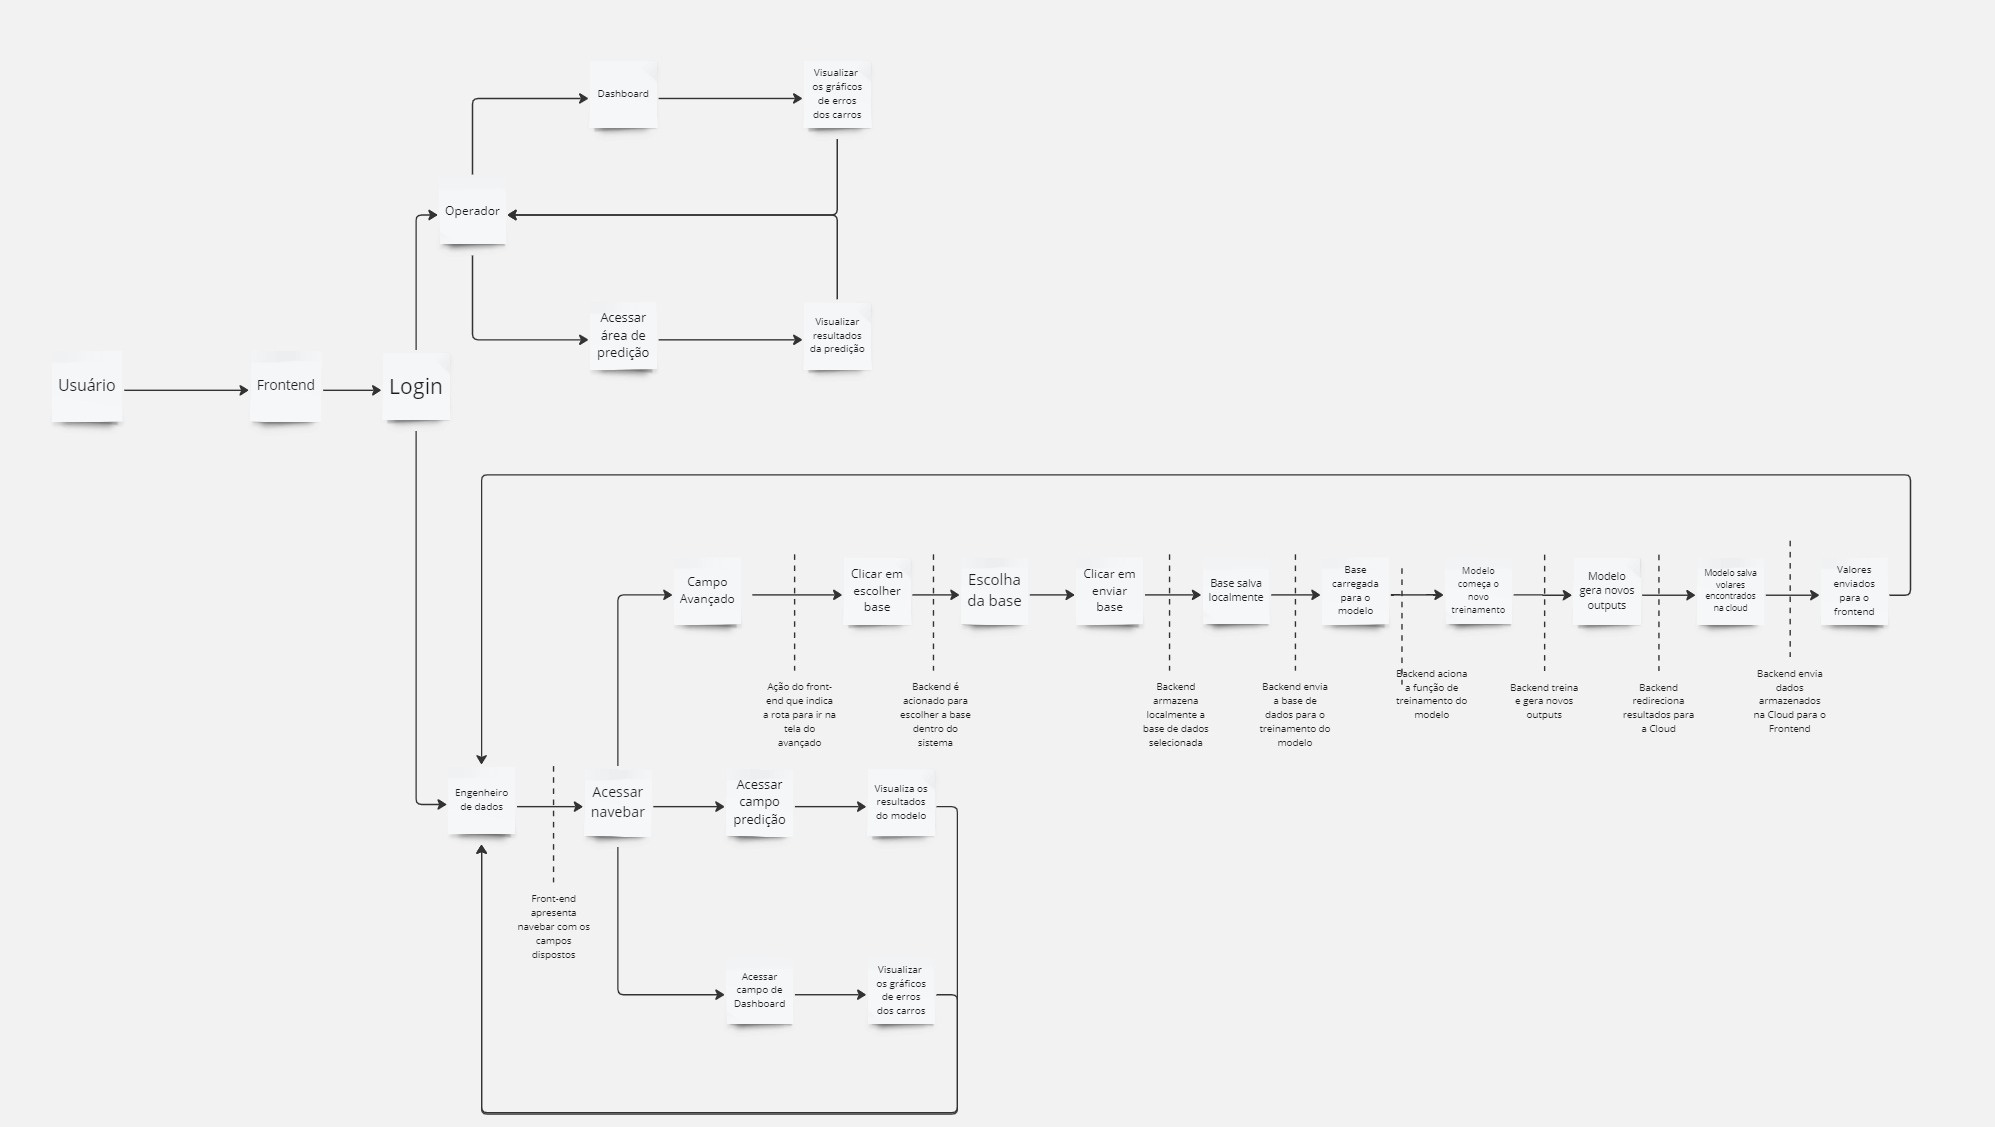 Dashboard
Visualizar
os gráficos
de erros
dos carros
Operador
Acessar
área de
predição
Visualizar
resultados
da predição
Usuário
Frontend
Login
Campo
Avançado
Clicar em
escolher
base
Escolha
da base
Clicar em
enviar
base
Base salva
localmente
Base
carregada
para o
modelo
Modelo
começa o
novo
treinamento
Modelo
gera novos
outputs
Modelo salva
volares
encontrados
na cloud
Valores
enviados
para o
frontend
Ação do front-
end que indica
a rota para ir na
tela do
avançado
Backend é
acionado para
escolher a base
dentro do
sistema
Backend
armazena
localmente a
base de dados
selecionada
Backend envia
a base de
dados para o
treinamento do
modelo
Backend aciona
a função de
treinamento do
modelo
Backend treina
e gera novos
outputs
Backend
redireciona
resultados para
a Cloud
Backend envia
dados
armazenados
na Cloud para o
Frontend
Engenheiro
de dados
Acessar
navebar
Acessar
campo
predição
Visualiza os
resultados
do modelo
Front-end
apresenta
navebar com os
campos
dispostos
Acessar
campo de
Dashboard
Visualizar
os gráficos
de erros
dos carros